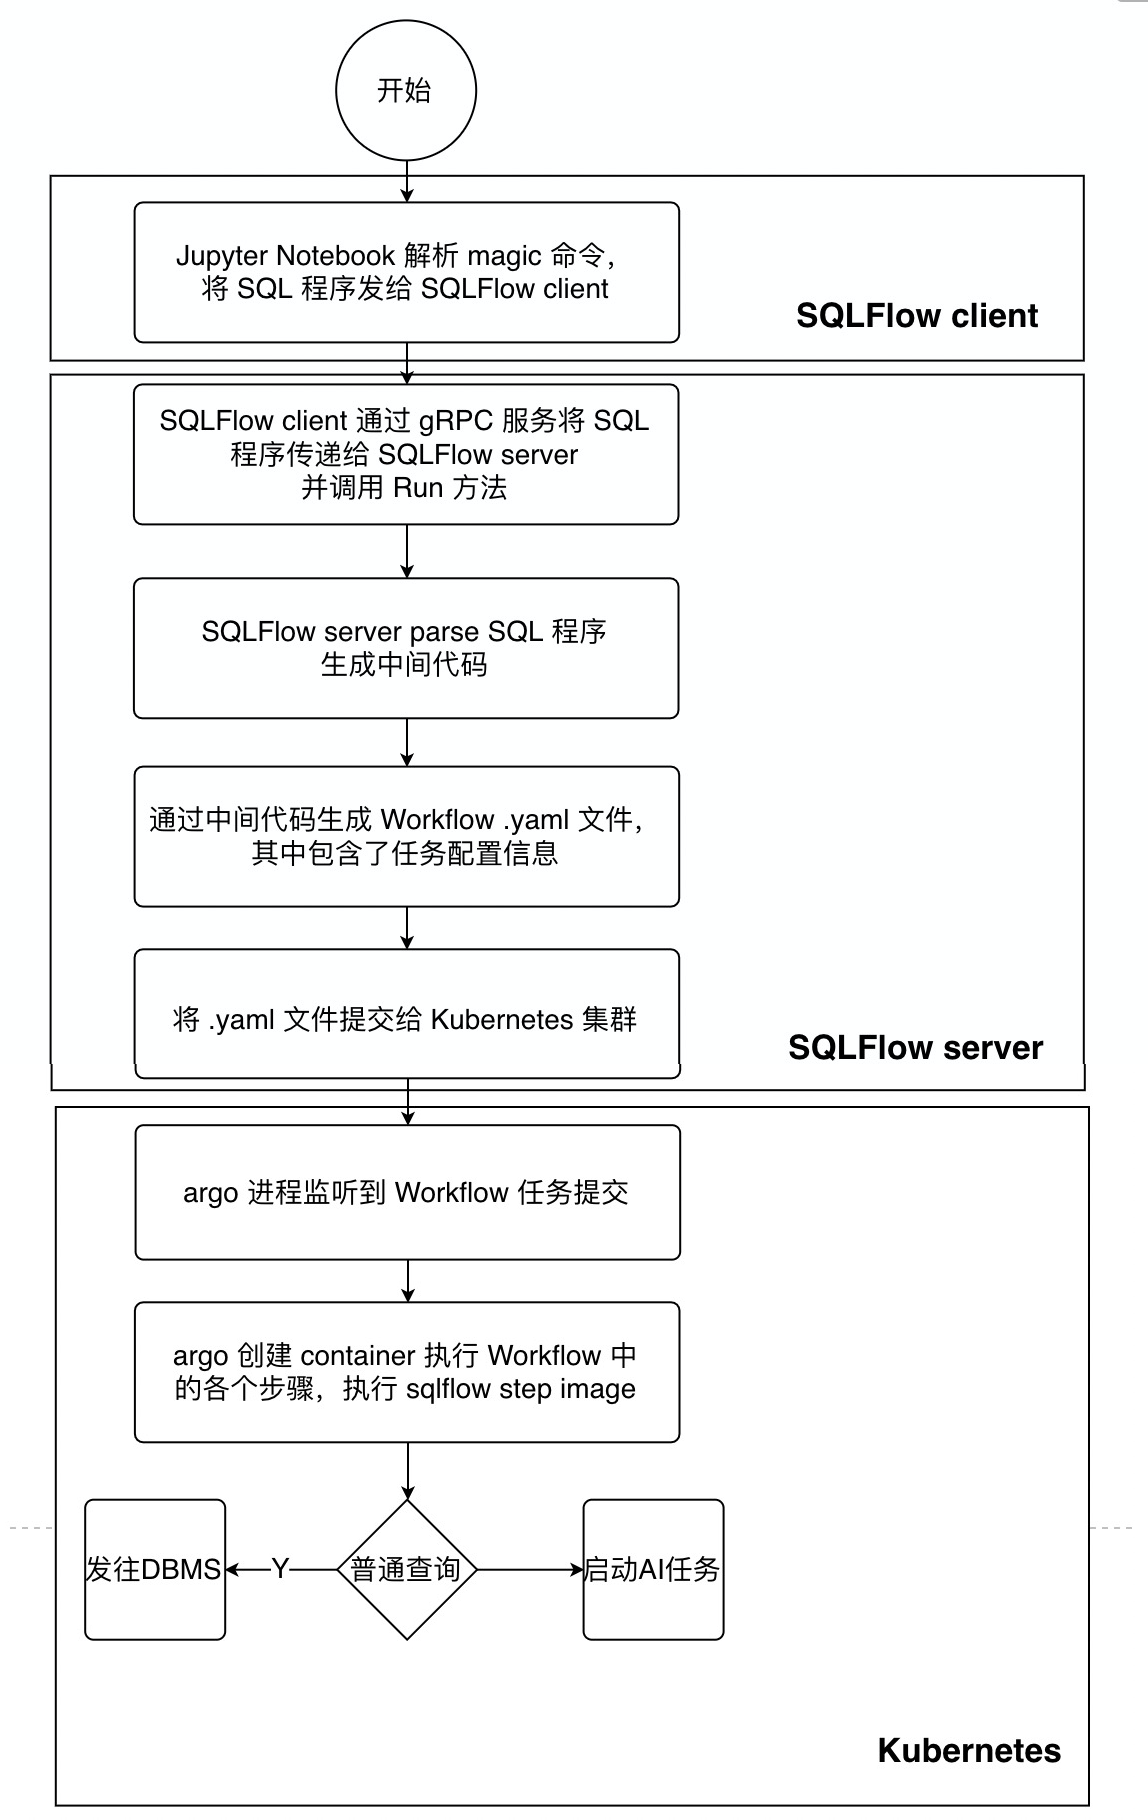 开始
Jupyter Notebook 解析 magic 命令，
将 SQL 程序发给 SQLFlow client
SQLFlow client
SQLFlow client 通过 gRPC 服务将 SQL
程序传递给 SQLFlow server
并调用 Run 方法
SQLFlow server parse SQL 程序
生成中间代码
通过中间代码生成 Workflow .yaml 文件，
其中包含了任务配置信息
将 .yaml 文件提交给 Kubernetes 集群
SQLFlow server
argo 进程监听到 Workflow 任务提交
argo 创建 container 执行 Workflow 中
的各个步骤，执行 sqlflow step image
发往DBMS
Y
普通查询
启动AI任务
Kubernetes